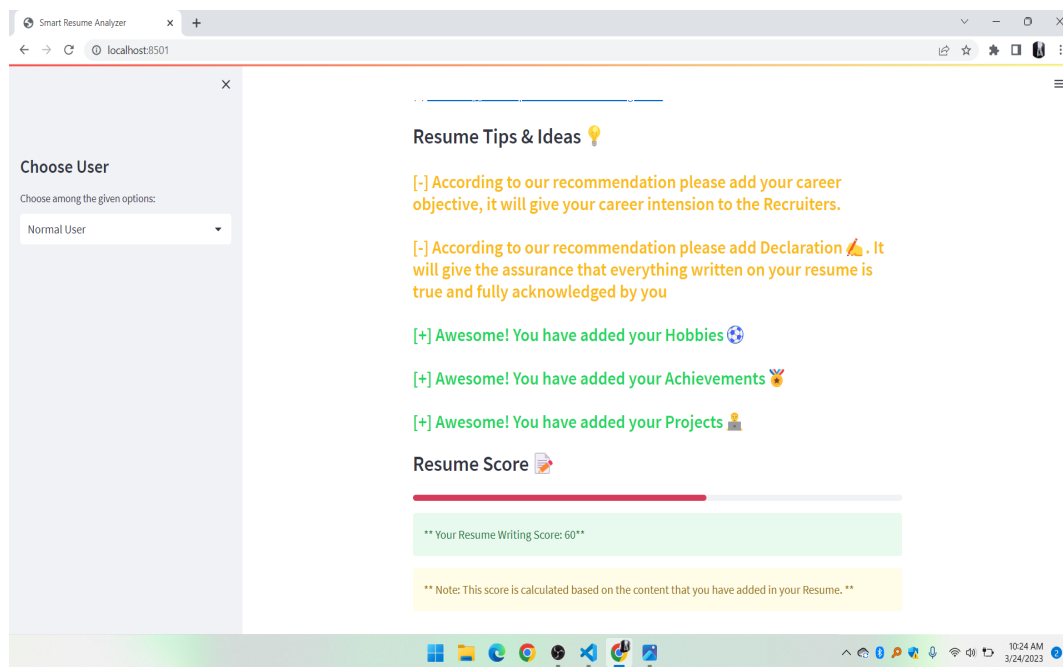 Smart Resume Analyzer
localhost:8501
Choose User
Choose among the given options:
Normal User
Resume Tips & Ideas 💡
[-] According to our recommendation please add your career
objective, it will give your career intension to the Recruiters.
[-] According to our recommendation please add Declaration ✍. It
will give the assurance that everything written on your resume is
true and fully acknowledged by you
[+] Awesome! You have added your Hobbies ⚽
[+] Awesome! You have added your Achievements 🏅
[+] Awesome! You have added your Projects 👨‍💻
Resume Score 📝
** Your Resume Writing Score: 60**
** Note: This score is calculated based on the content that you have added in your Resume. **
10:24 AM
3/24/2023
2